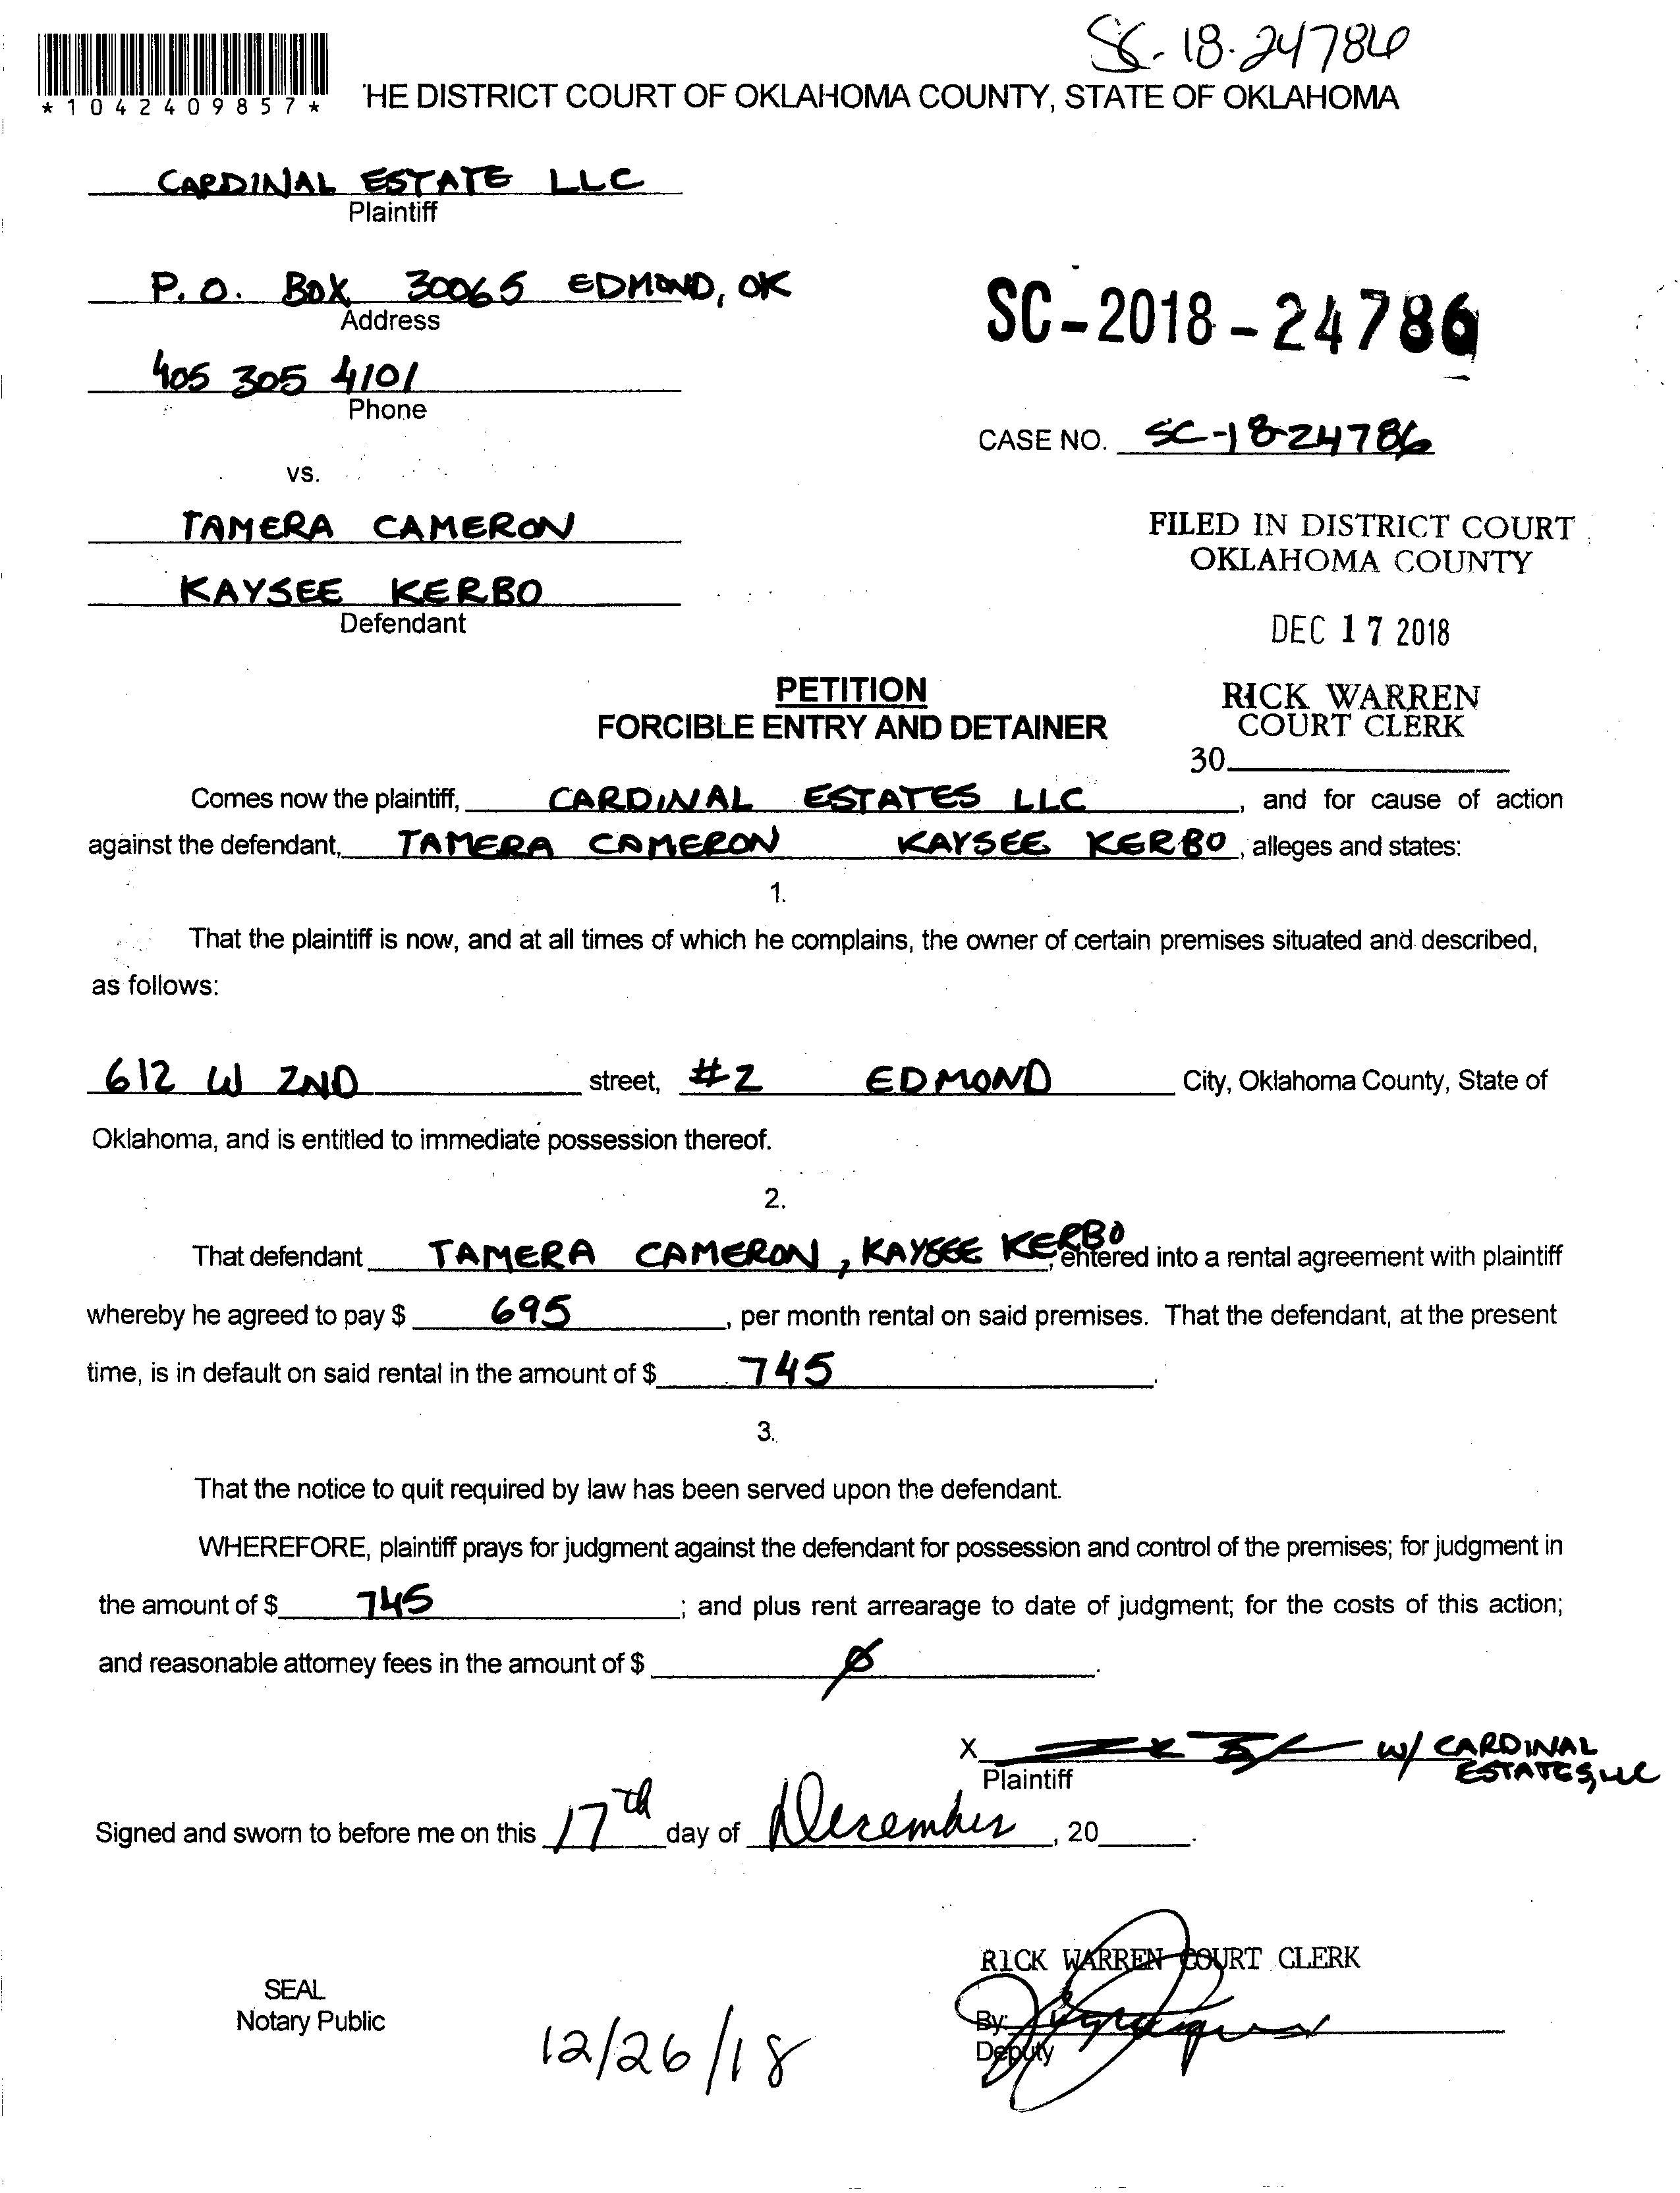 SC-18-24786
*1042409857*
HE DISTRICT COURT OF OKLAHOMA COUNTY, STATE OF OKLAHOMA
CARDINAL ESTATE LLC
Plaintiff
P.O. BOX 30065 EDMOND, OK
Address
SC-2018-24786
405 305 4101
Phone
CASE NO. SC-18-24786
vs.
TAMERA CAMERON
FILED IN DISTRICT COURT
OKLAHOMA COUNTY
KAYSEE KERBO
Defendant
DEC 17 2018
PETITION
FORCIBLE ENTRY AND DETAINER
RICK WARREN
COURT CLERK
30
Comes now the plaintiff, CARDINAL ESTATES LLC, and for cause of action
against the defendant, TAMERA CAMERON KAYSEE KERBO, alleges and states:
1.
That the plaintiff is now, and at all times of which he complains, the owner of certain premises situated and described,
as follows:
612 W 2ND street, #2 EDMOND City, Oklahoma County, State of
Oklahoma, and is entitled to immediate possession thereof.
2.
That defendant TAMERA CAMERON, KAYSEE KERBO, entered into a rental agreement with plaintiff
whereby he agreed to pay $ 695, per month rental on said premises. That the defendant, at the present
time, is in default on said rental in the amount of $ 745.
3.
That the notice to quit required by law has been served upon the defendant.
WHEREFORE, plaintiff prays for judgment against the defendant for possession and control of the premises; for judgment in
the amount of $ 745; and plus rent arrearage to date of judgment; for the costs of this action;
and reasonable attorney fees in the amount of $ Ø.
X W/ CARDINAL
ESTATES, LLC
Plaintiff
Signed and sworn to before me on this 17th day of December, 20.
RICK WARREN COURT CLERK
SEAL
Notary Public
By:
Deputy
12/26/18